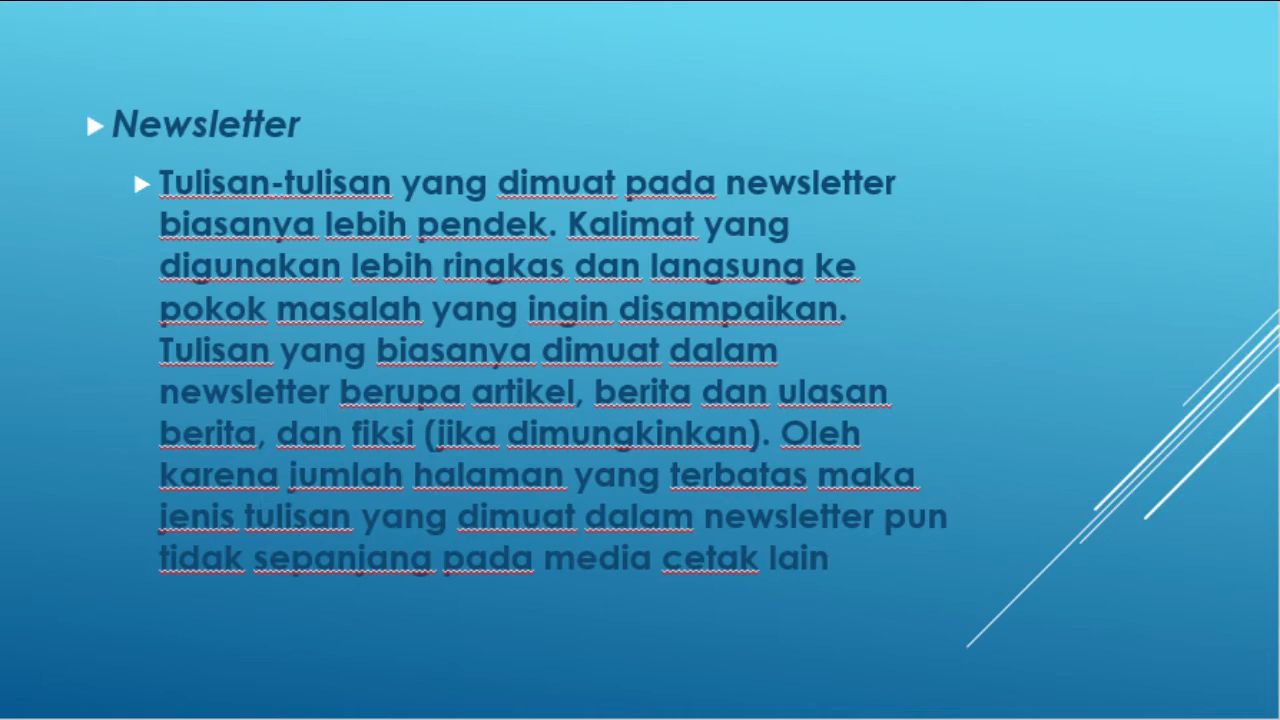 Newsletter
Tulisan-tulisan yang dimuat pada newsletter
biasanya lebih pendek. Kalimat yang
digunakan lebih ringkas dan langsung ke
pokok masalah yang ingin disampaikan.
Tulisan yang biasanya dimuat dalam
newsletter berupa artikel, berita dan ulasan
berita, dan fiksi (jika dimungkinkan). Oleh
karena jumlah halaman yang terbatas maka
jenis tulisan yang dimuat dalam newsletter pun
tidak sepanjang pada media cetak lain